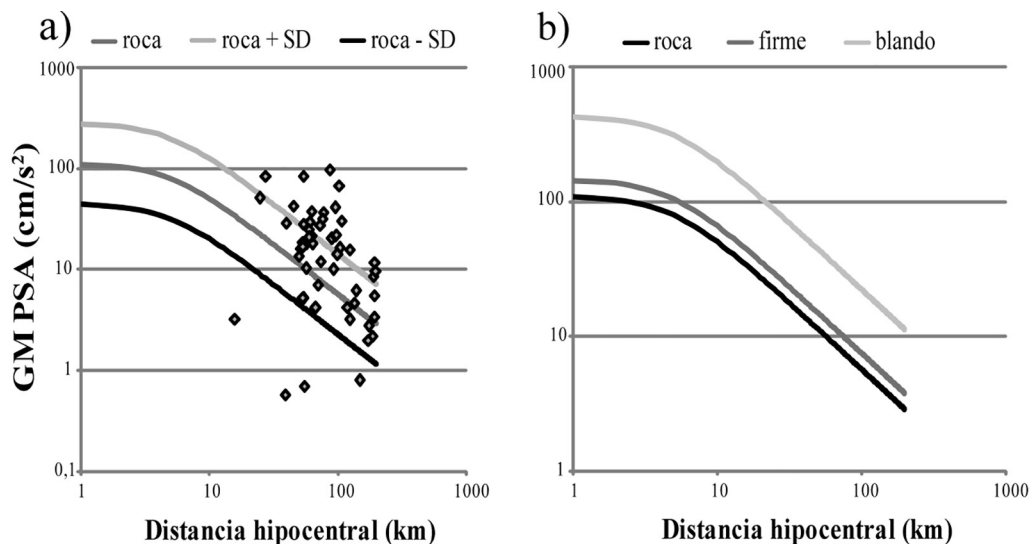 a)
roca roca + SD roca - SD
GM PSA (cm/s²)
1000
100
10
1
0,1
1 10 100 1000
Distancia hipocentral (km)
b)
roca firme blando
1000
100
10
1
1 10 100 1000
Distancia hipocentral (km)